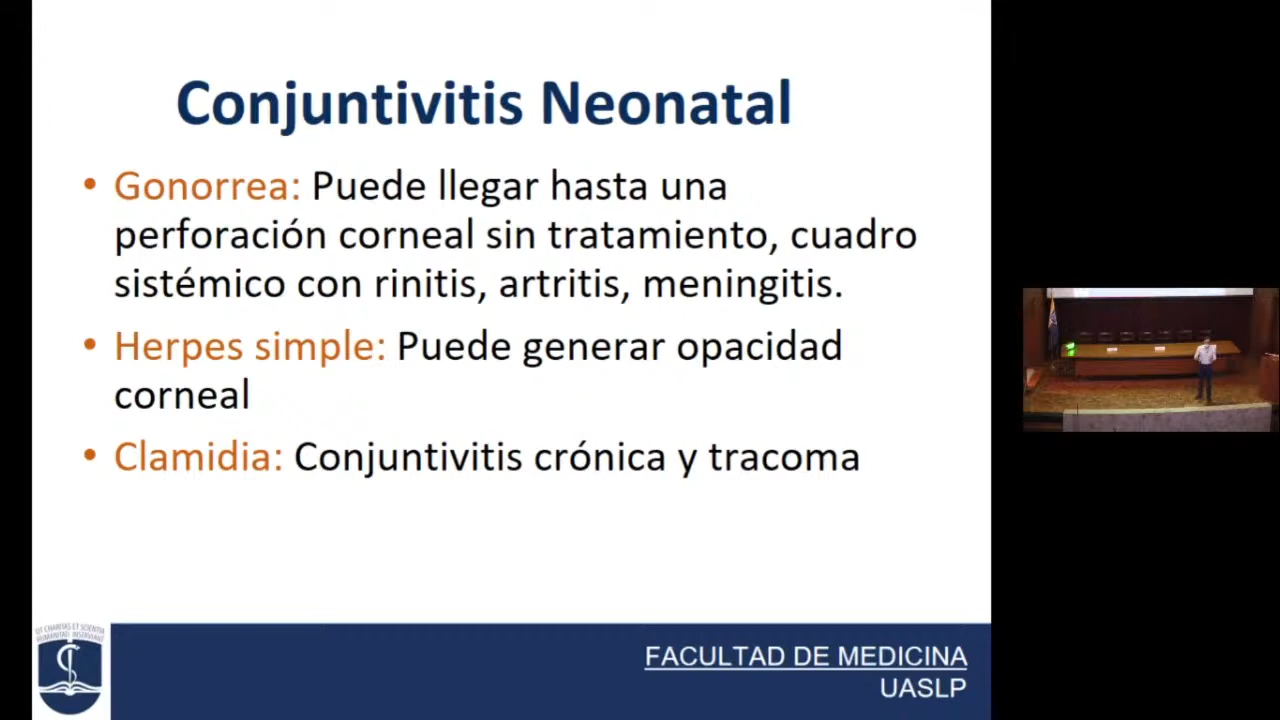 Conjuntivitis Neonatal
• Gonorrea: Puede llegar hasta una
perforación corneal sin tratamiento, cuadro
sistémico con rinitis, artritis, meningitis.
• Herpes simple: Puede generar opacidad
corneal
• Clamidia: Conjuntivitis crónica y tracoma
FACULTAD DE MEDICINA
UASLP